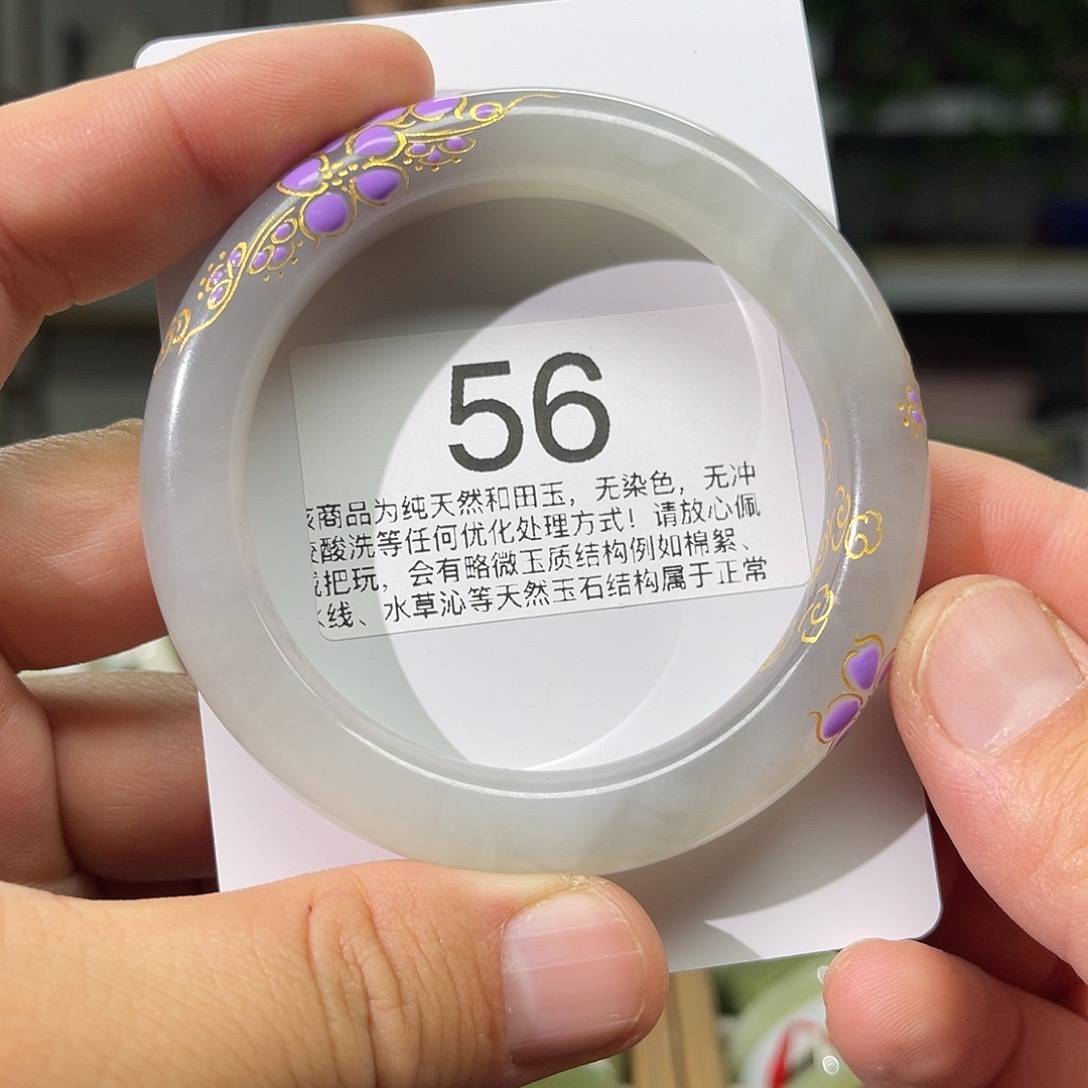 56
该商品为纯天然和田玉，无染色，无冲
酸洗等任何优化处理方式！请放心佩
或把玩，会有略微玉质结构例如棉絮、
水线、水草沁等天然玉石结构属于正常